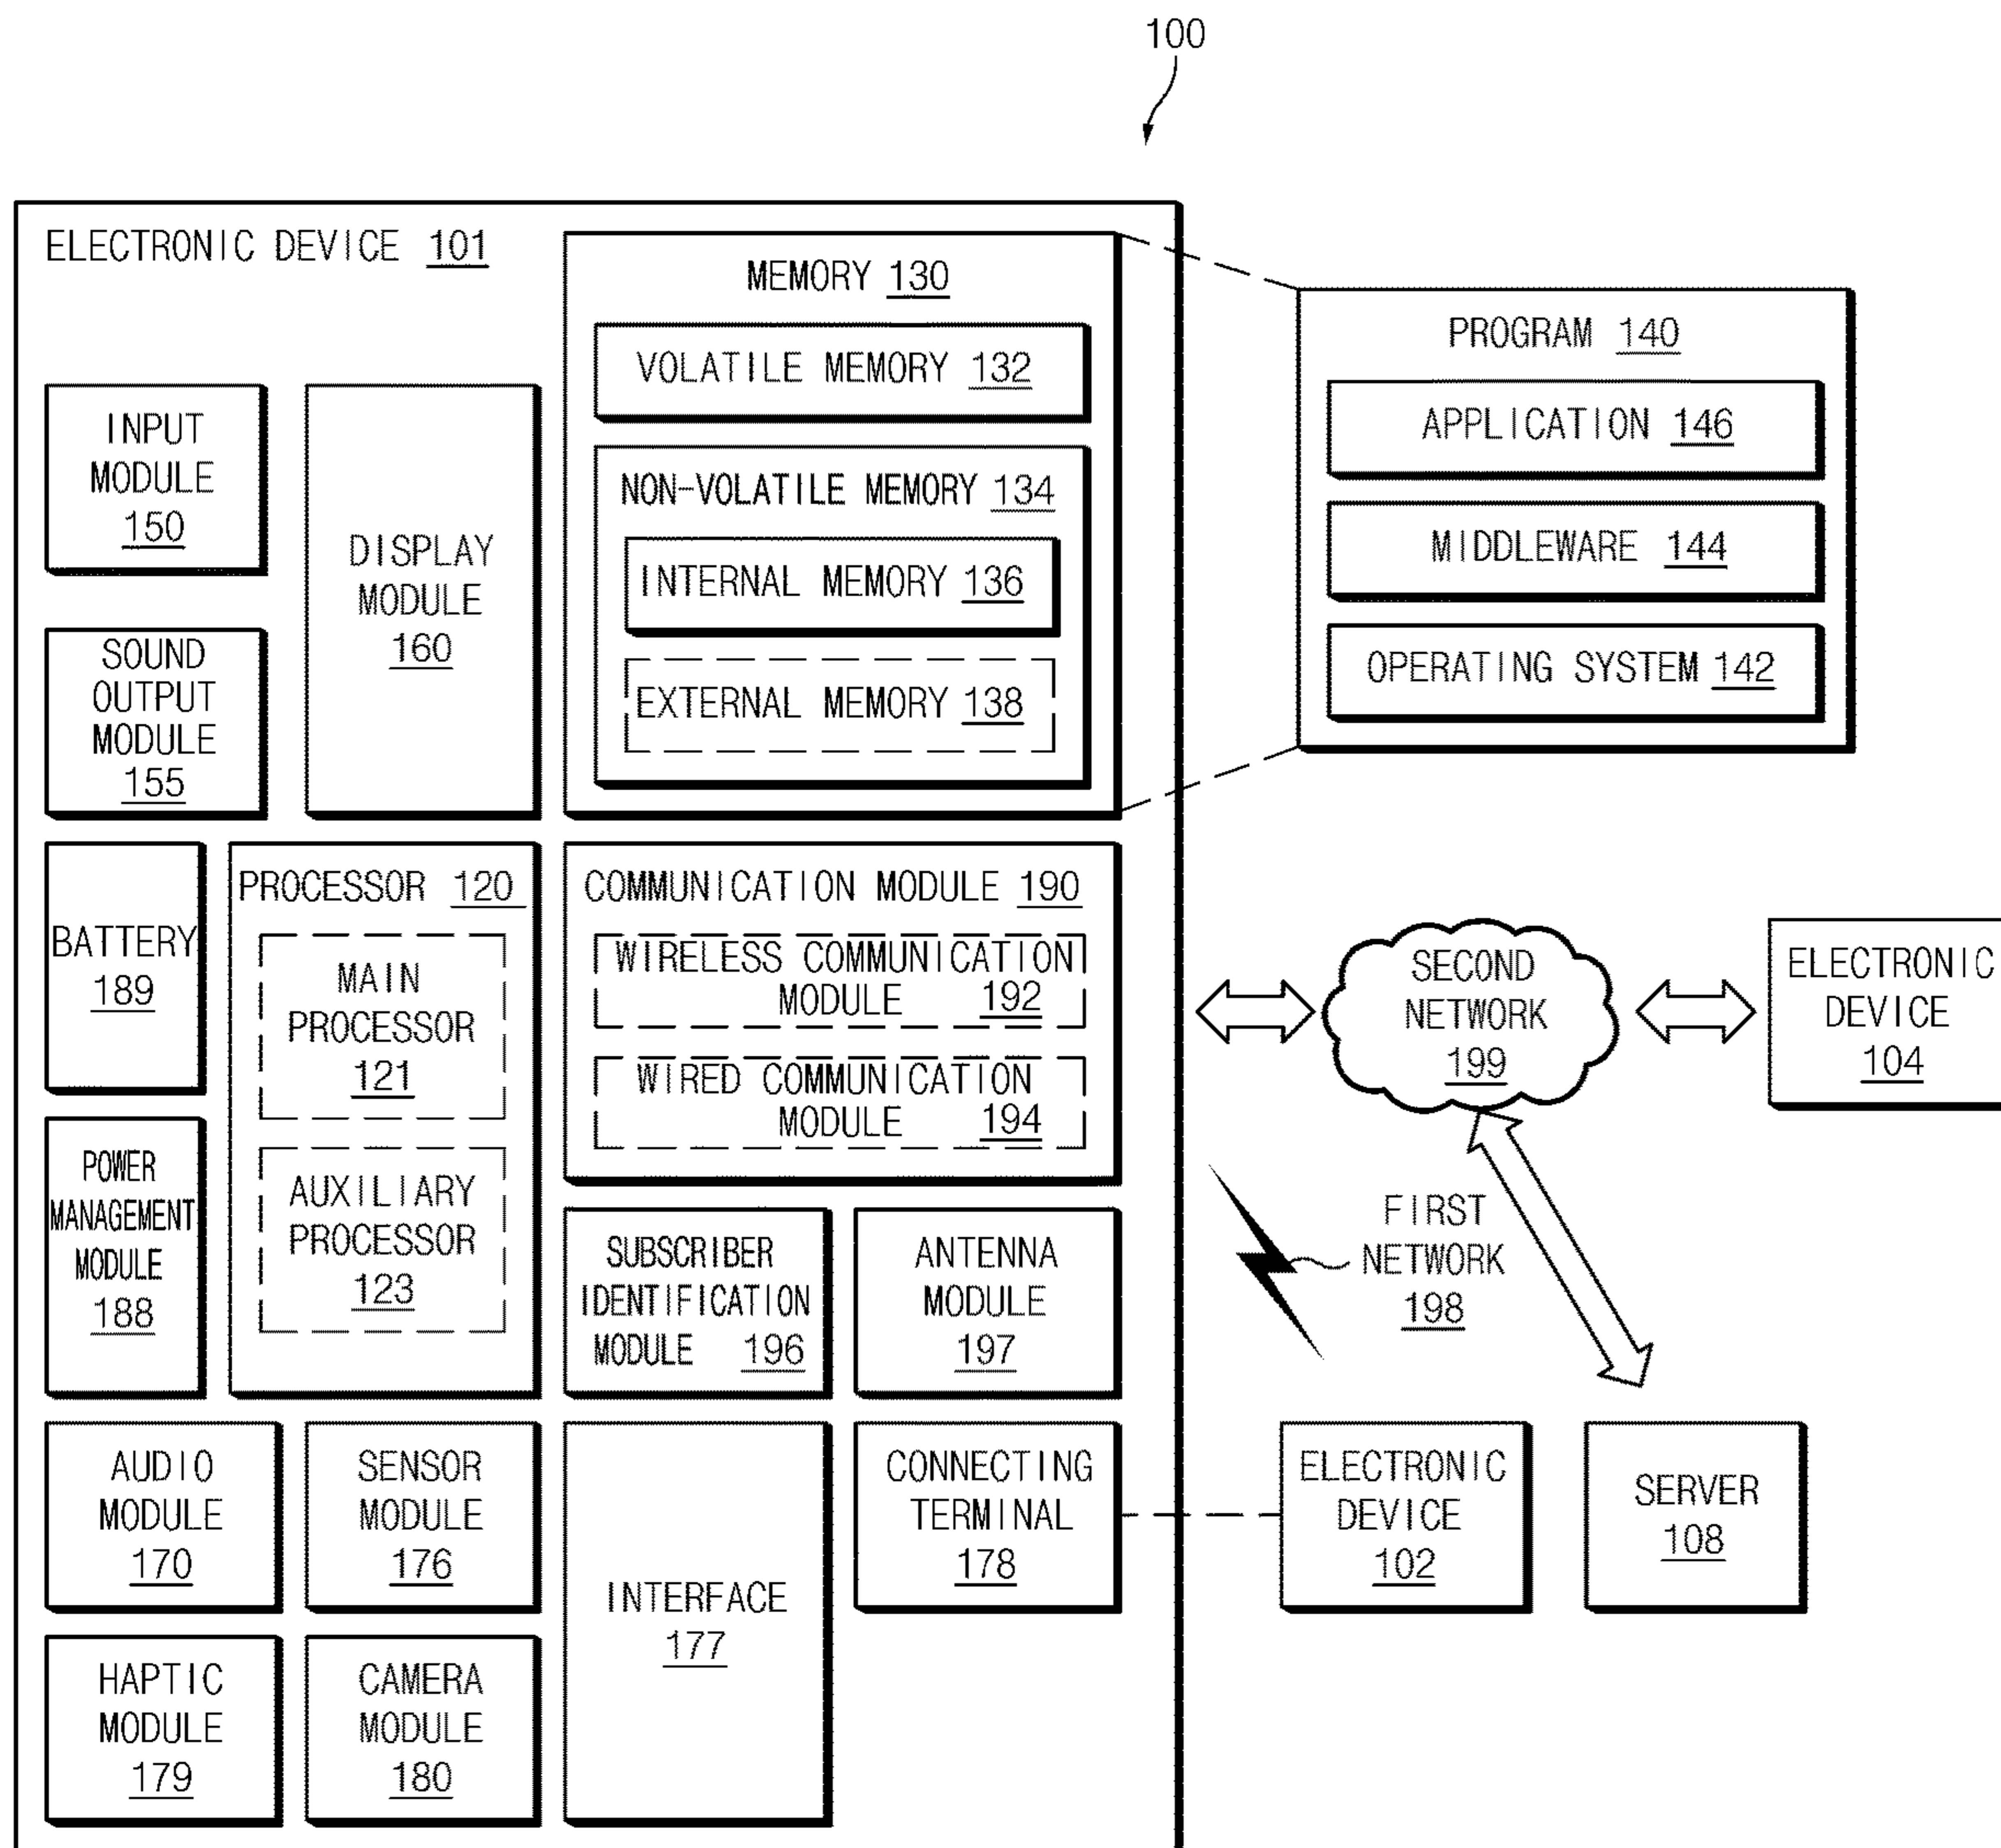 100
ELECTRONIC DEVICE 101
MEMORY 130
VOLATILE MEMORY 132
NON-VOLATILE MEMORY 134
INTERNAL MEMORY 136
EXTERNAL MEMORY 138
PROGRAM 140
APPLICATION 146
MIDDLEWARE 144
OPERATING SYSTEM 142
INPUT
MODULE
150
SOUND
OUTPUT
MODULE
155
DISPLAY
MODULE
160
BATTERY
189
POWER
MANAGEMENT
MODULE
188
PROCESSOR 120
MAIN
PROCESSOR
121
AUXILIARY
PROCESSOR
123
COMMUNICATION MODULE 190
WIRELESS COMMUNICATION
MODULE 192
WIRED COMMUNICATION
MODULE 194
SUBSCRIBER
IDENTIFICATION
MODULE 196
ANTENNA
MODULE
197
SECOND
NETWORK
199
ELECTRONIC
DEVICE
104
FIRST
NETWORK
198
AUDIO
MODULE
170
SENSOR
MODULE
176
INTERFACE
177
CONNECTING
TERMINAL
178
ELECTRONIC
DEVICE
102
SERVER
108
HAPTIC
MODULE
179
CAMERA
MODULE
180